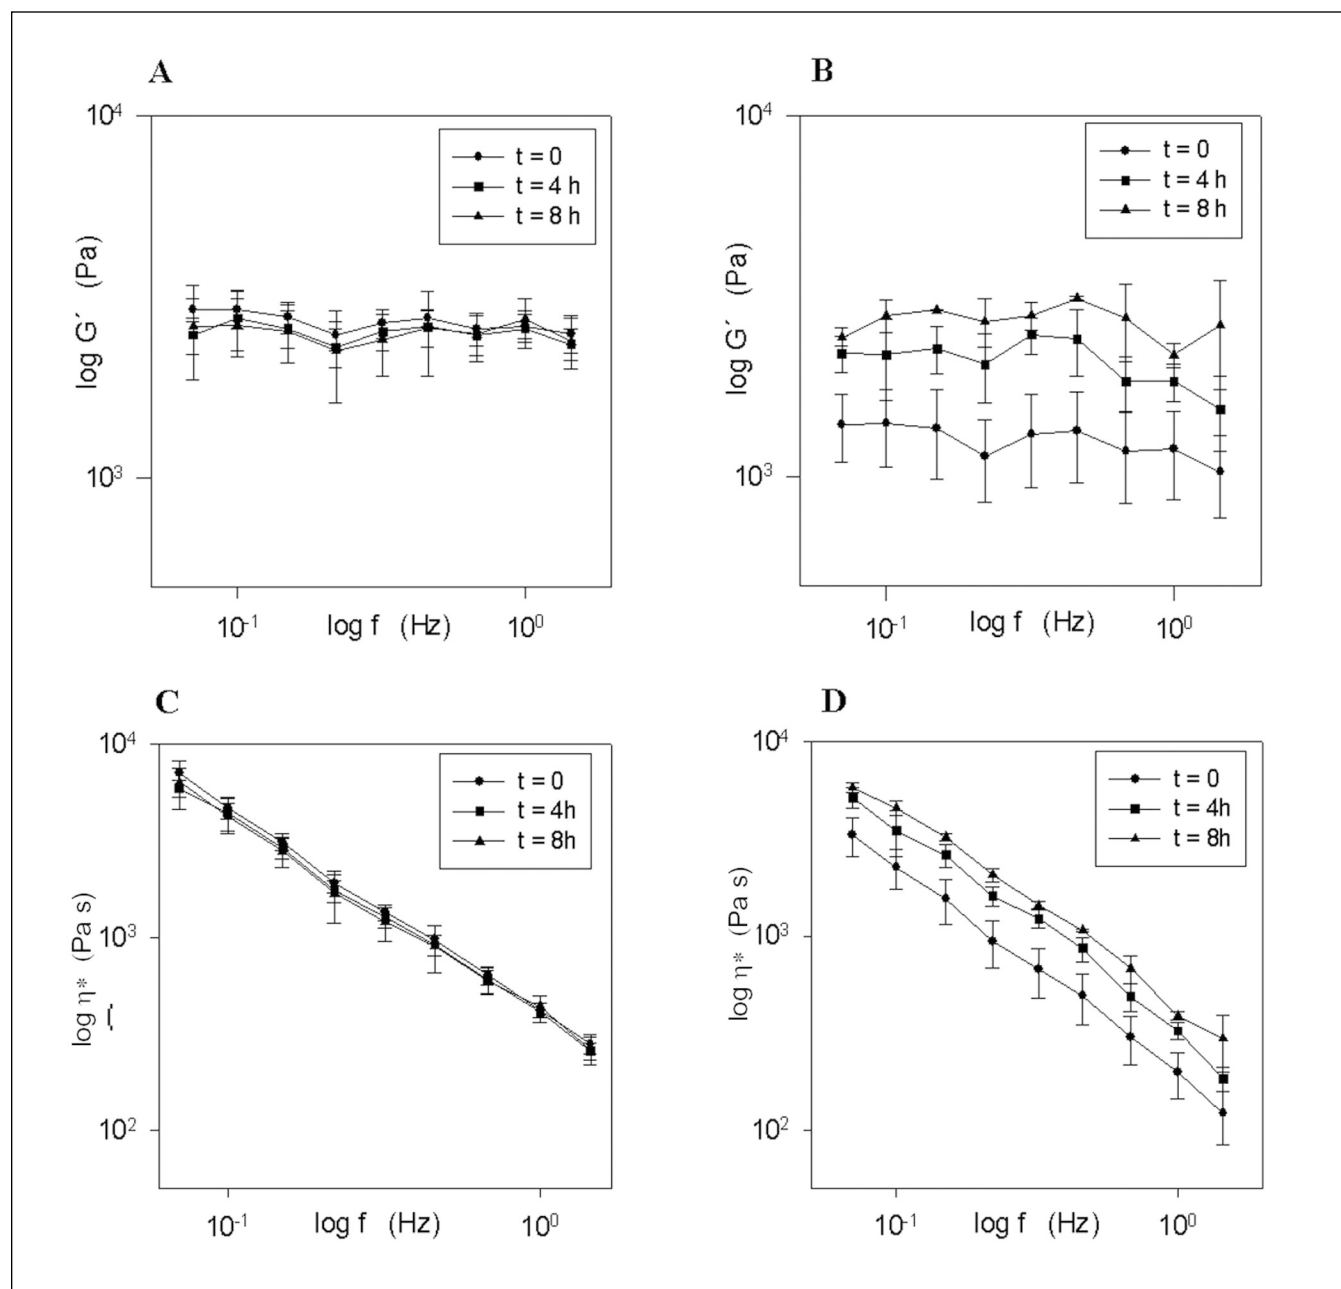 A
10⁴
t = 0
t = 4 h
t = 8 h
log G´ (Pa)
10³
10⁻¹
log f (Hz)
10⁰
B
10⁴
t = 0
t = 4 h
t = 8 h
log G´ (Pa)
10³
10⁻¹
log f (Hz)
10⁰
C
10⁴
t = 0
t = 4h
t = 8h
log η* (Pa s)
10³
10²
10⁻¹
log f (Hz)
10⁰
D
10⁴
t = 0
t = 4h
t = 8h
log η* (Pa s)
10³
10²
10⁻¹
log f (Hz)
10⁰